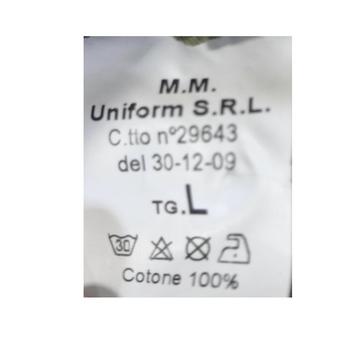 M.M.
Uniform S.R.L.
C.tto n°29643
del 30-12-09
TG.L
30
Cotone 100%